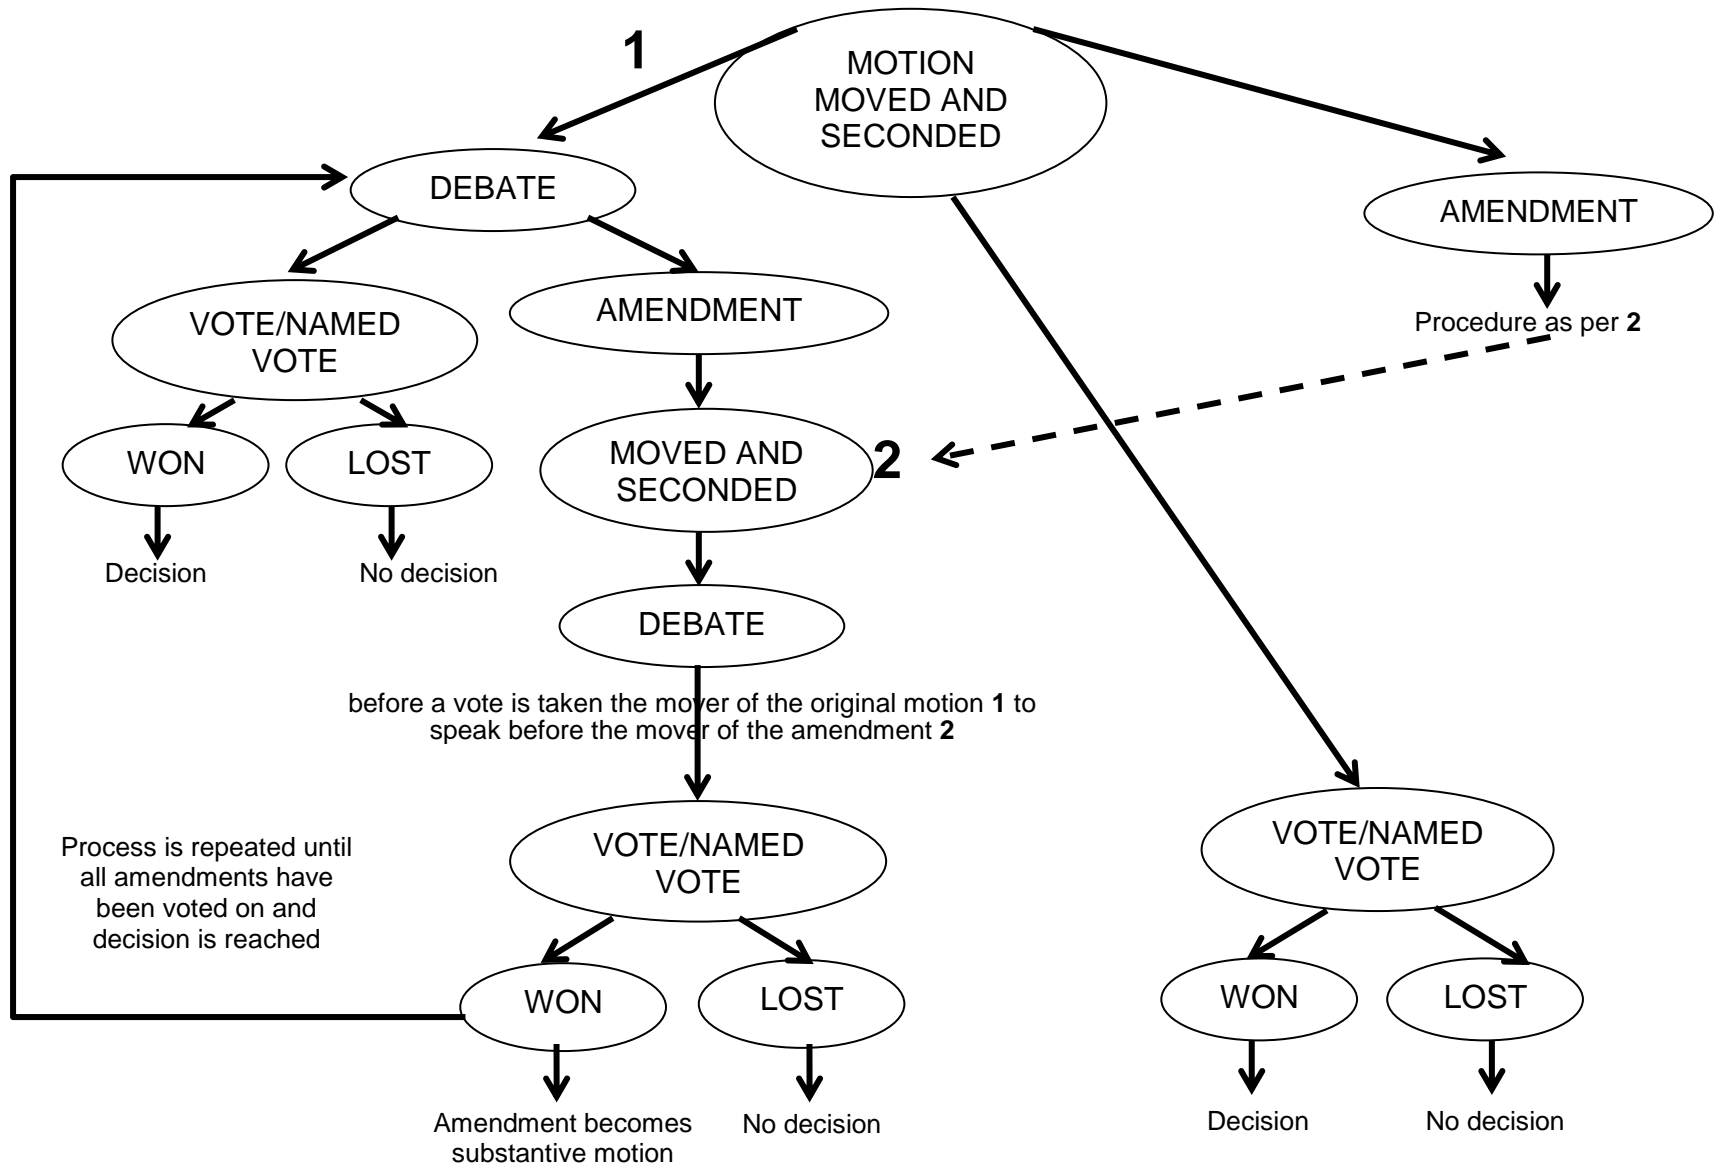 1
MOTION
MOVED AND
SECONDED
DEBATE
AMENDMENT
VOTE/NAMED
VOTE
AMENDMENT
Procedure as per 2
WON
LOST
MOVED AND
SECONDED
2
Decision
No decision
DEBATE
before a vote is taken the mover of the original motion 1 to
speak before the mover of the amendment 2
Process is repeated until
all amendments have
been voted on and
decision is reached
VOTE/NAMED
VOTE
VOTE/NAMED
VOTE
WON
LOST
WON
LOST
Amendment becomes
substantive motion
No decision
Decision
No decision